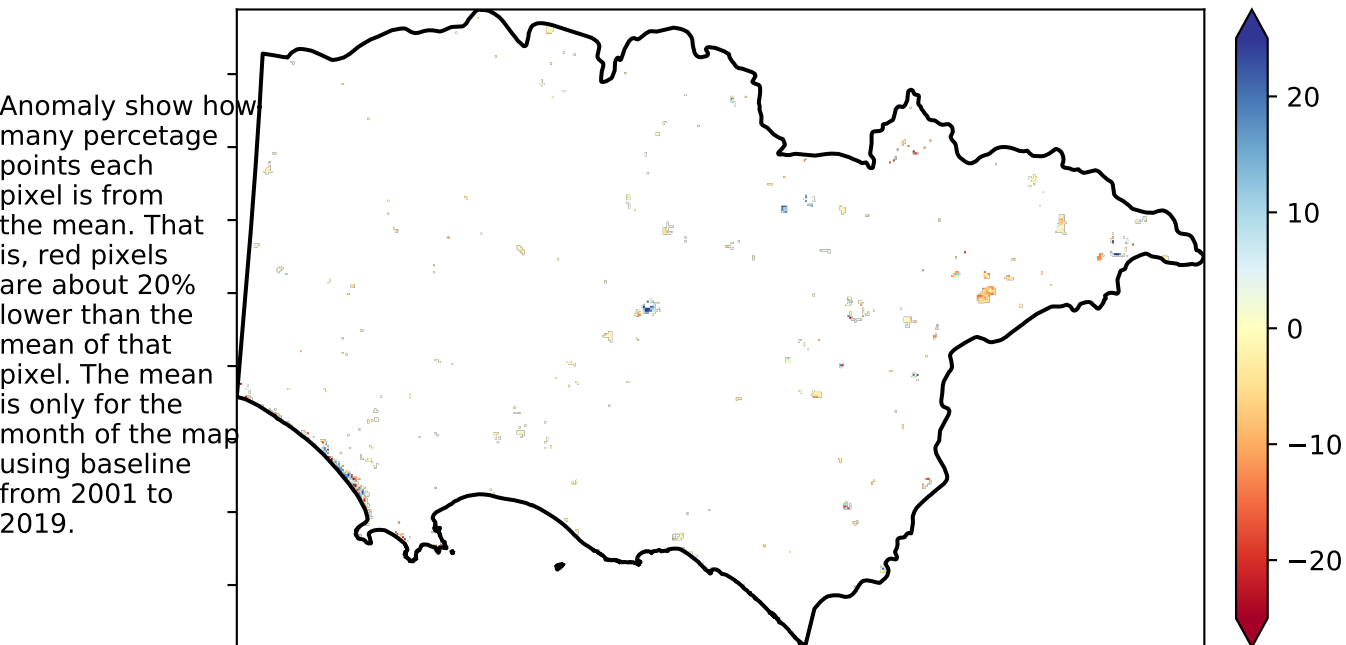 Anomaly show how
many percetage
points each
pixel is from
the mean. That
is, red pixels
are about 20%
lower than the
mean of that
pixel. The mean
is only for the
month of the map
using baseline
from 2001 to
2019.
20
10
0
−10
−20